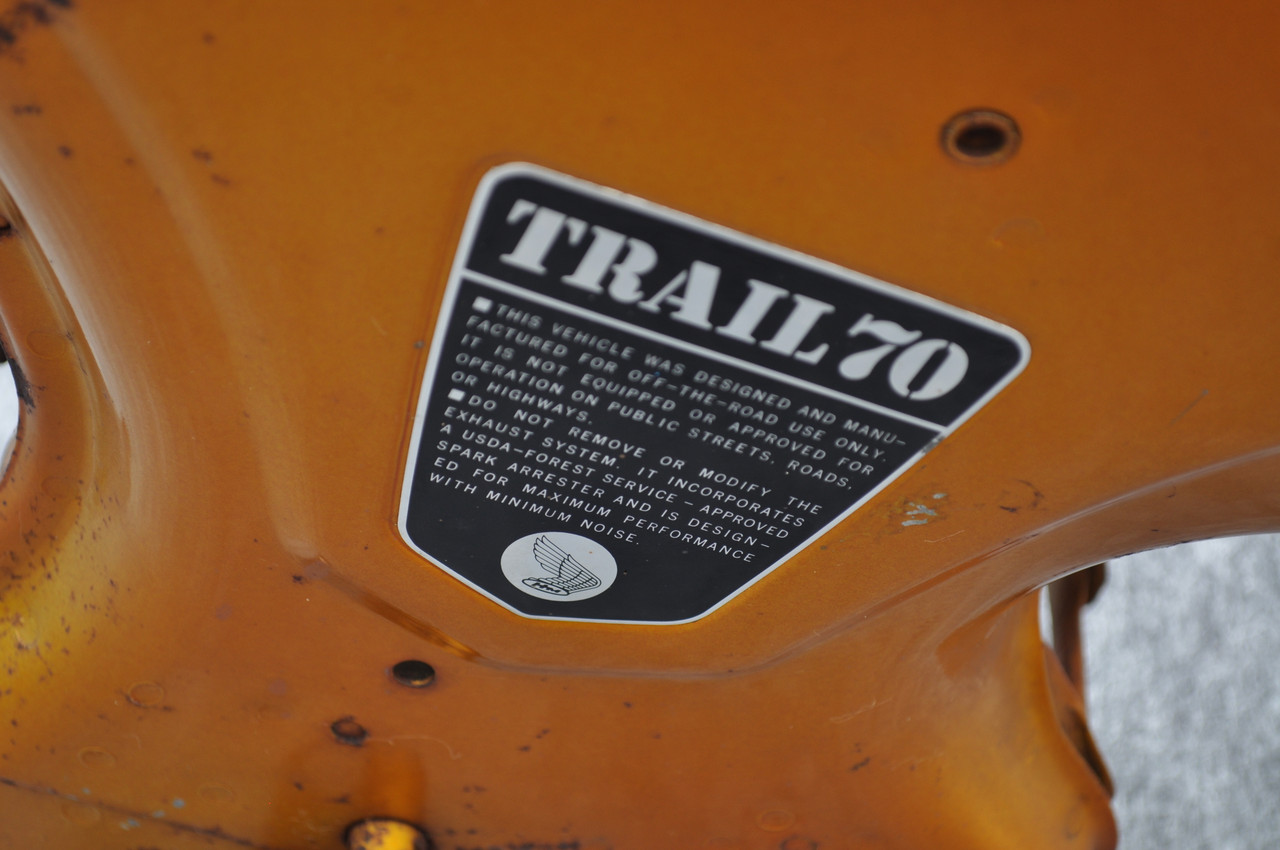 TRAIL 70
■ THIS VEHICLE WAS DESIGNED AND MANU-
FACTURED FOR OFF-THE-ROAD USE ONLY.
IT IS NOT EQUIPPED OR APPROVED FOR
OPERATION ON PUBLIC STREETS, ROADS,
OR HIGHWAYS.
■ DO NOT REMOVE OR MODIFY THE
EXHAUST SYSTEM. IT INCORPORATES
A USDA-FOREST SERVICE-APPROVED
SPARK ARRESTER AND IS DESIGN-
ED FOR MAXIMUM PERFORMANCE
WITH MINIMUM NOISE.